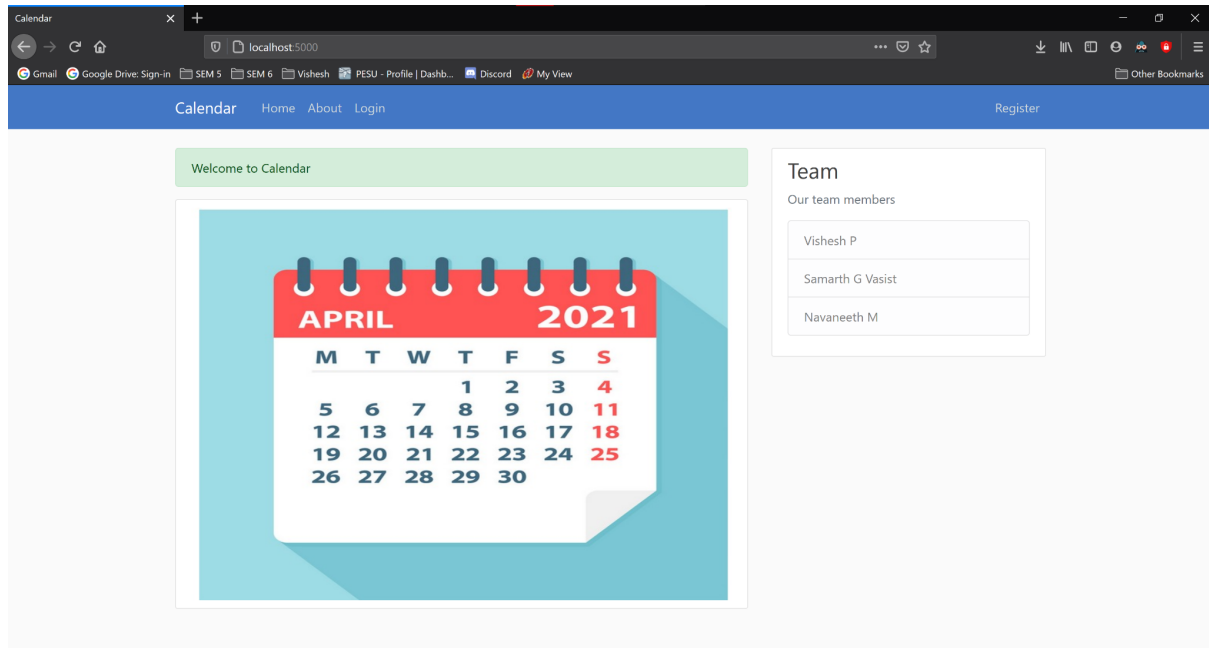 Calendar
localhost:5000
Gmail Google Drive: Sign-in SEM 5 SEM 6 Vishesh PESU - Profile | Dashb... Discord My View Other Bookmarks
Calendar Home About Login Register
Welcome to Calendar
APRIL 2021
M T W T F S S
1 2 3 4
5 6 7 8 9 10 11
12 13 14 15 16 17 18
19 20 21 22 23 24 25
26 27 28 29 30
Team
Our team members
Vishesh P
Samarth G Vasist
Navaneeth M